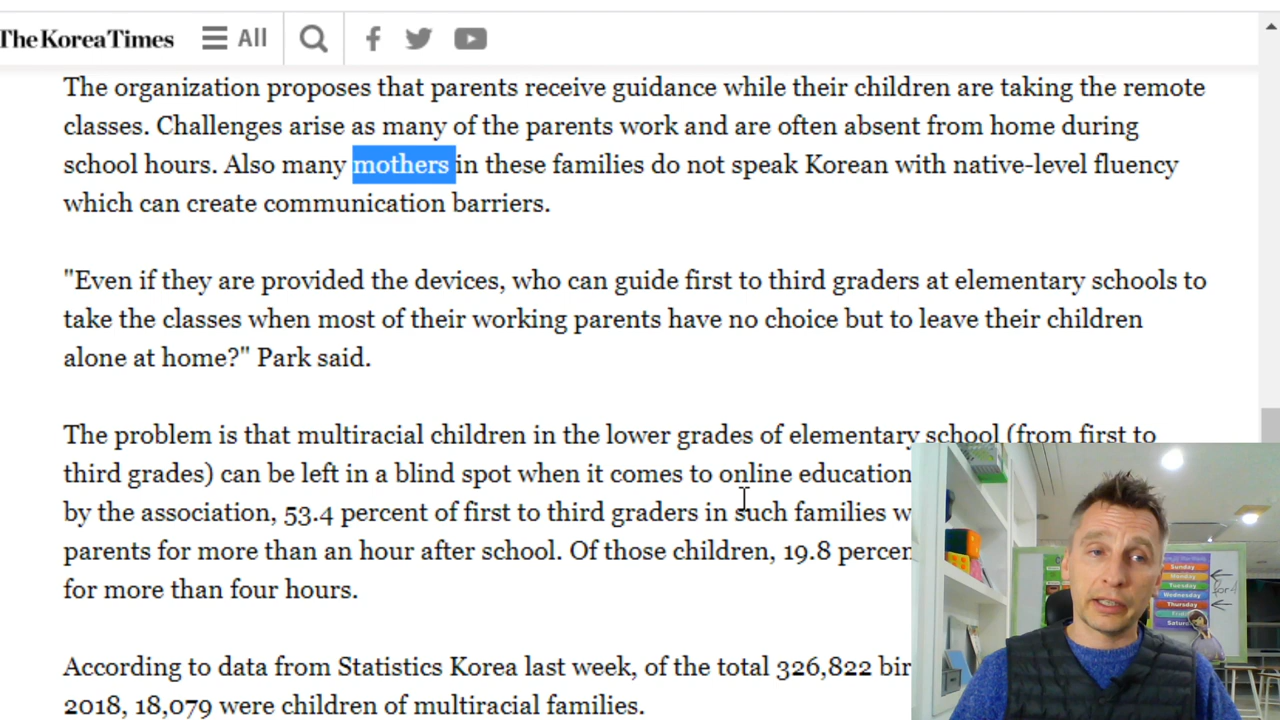 The Korea Times All
The organization proposes that parents receive guidance while their children are taking the remote
classes. Challenges arise as many of the parents work and are often absent from home during
school hours. Also many mothers in these families do not speak Korean with native-level fluency
which can create communication barriers.
"Even if they are provided the devices, who can guide first to third graders at elementary schools to
take the classes when most of their working parents have no choice but to leave their children
alone at home?" Park said.
The problem is that multiracial children in the lower grades of elementary school (from first to
third grades) can be left in a blind spot when it comes to online education
by the association, 53.4 percent of first to third graders in such families w
parents for more than an hour after school. Of those children, 19.8 percen
for more than four hours.
According to data from Statistics Korea last week, of the total 326,822 bir
2018, 18,079 were children of multiracial families.
Sunday
Monday
Tuesday
Wednesday
Thursday